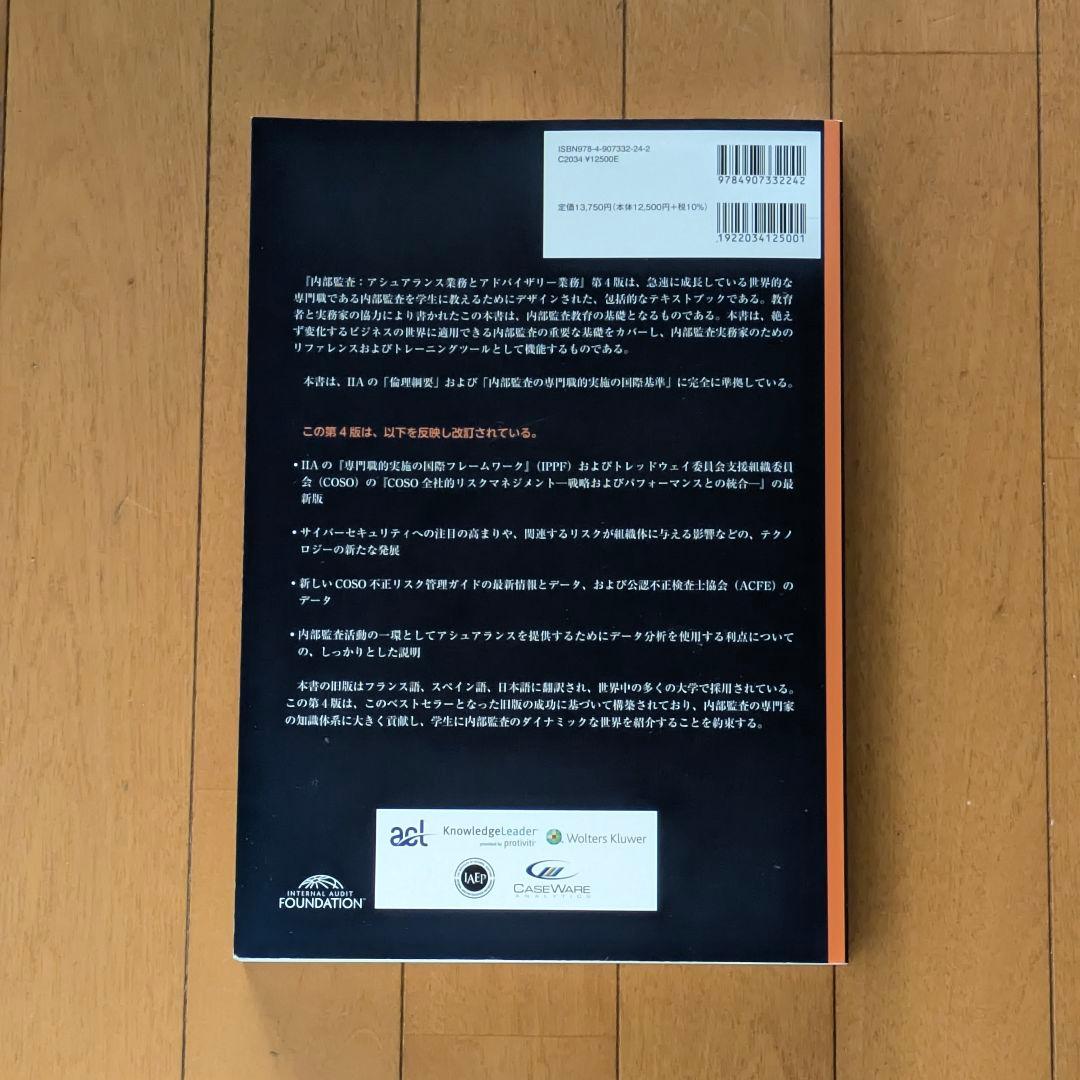 ISBN978-4-907332-24-2
C2034 ¥12500E
9784907332242
定価13,750円(本体12,500円+税10%)
1922034125001
『内部監査：アシュアランス業務とアドバイザリー業務』第4版は、急速に成長している世界的な
専門職である内部監査を学生に教えるためにデザインされた、包括的なテキストブックである。教育
者と実務家の協力により書かれたこの本書は、内部監査教育の基礎となるものである。本書は、絶え
ず変化するビジネスの世界に適用できる内部監査の重要な基礎をカバーし、内部監査実務家のための
リファレンスおよびトレーニングツールとして機能するものである。
本書は、IIAの「倫理綱要」および「内部監査の専門職的実施の国際基準」に完全に準拠している。
この第4版は、以下を反映し改訂されている。
• IIAの『専門職的実施の国際フレームワーク』(IPPF) およびトレッドウェイ委員会支援組織委員
会 (COSO) の『COSO 全社的リスクマネジメント―戦略およびパフォーマンスとの統合―』の最
新版
• サイバーセキュリティへの注目の高まりや、関連するリスクが組織体に与える影響などの、テクノ
ロジーの新たな発展
• 新しい COSO 不正リスク管理ガイドの最新情報とデータ、および公認不正検査士協会 (ACFE) の
データ
• 内部監査活動の一環としてアシュアランスを提供するためにデータ分析を使用する利点について
の、しっかりとした説明
本書の旧版はフランス語、スペイン語、日本語に翻訳され、世界中の多くの大学で採用されている。
この第4版は、このベストセラーとなった旧版の成功に基づいて構築されており、内部監査の専門家
の知識体系に大きく貢献し、学生に内部監査のダイナミックな世界を紹介することを約束する。
acl
KnowledgeLeader
provided by protiviti
Wolters Kluwer
IAEP
CASEWARE
ANALYTICS
INTERNAL AUDIT
FOUNDATION